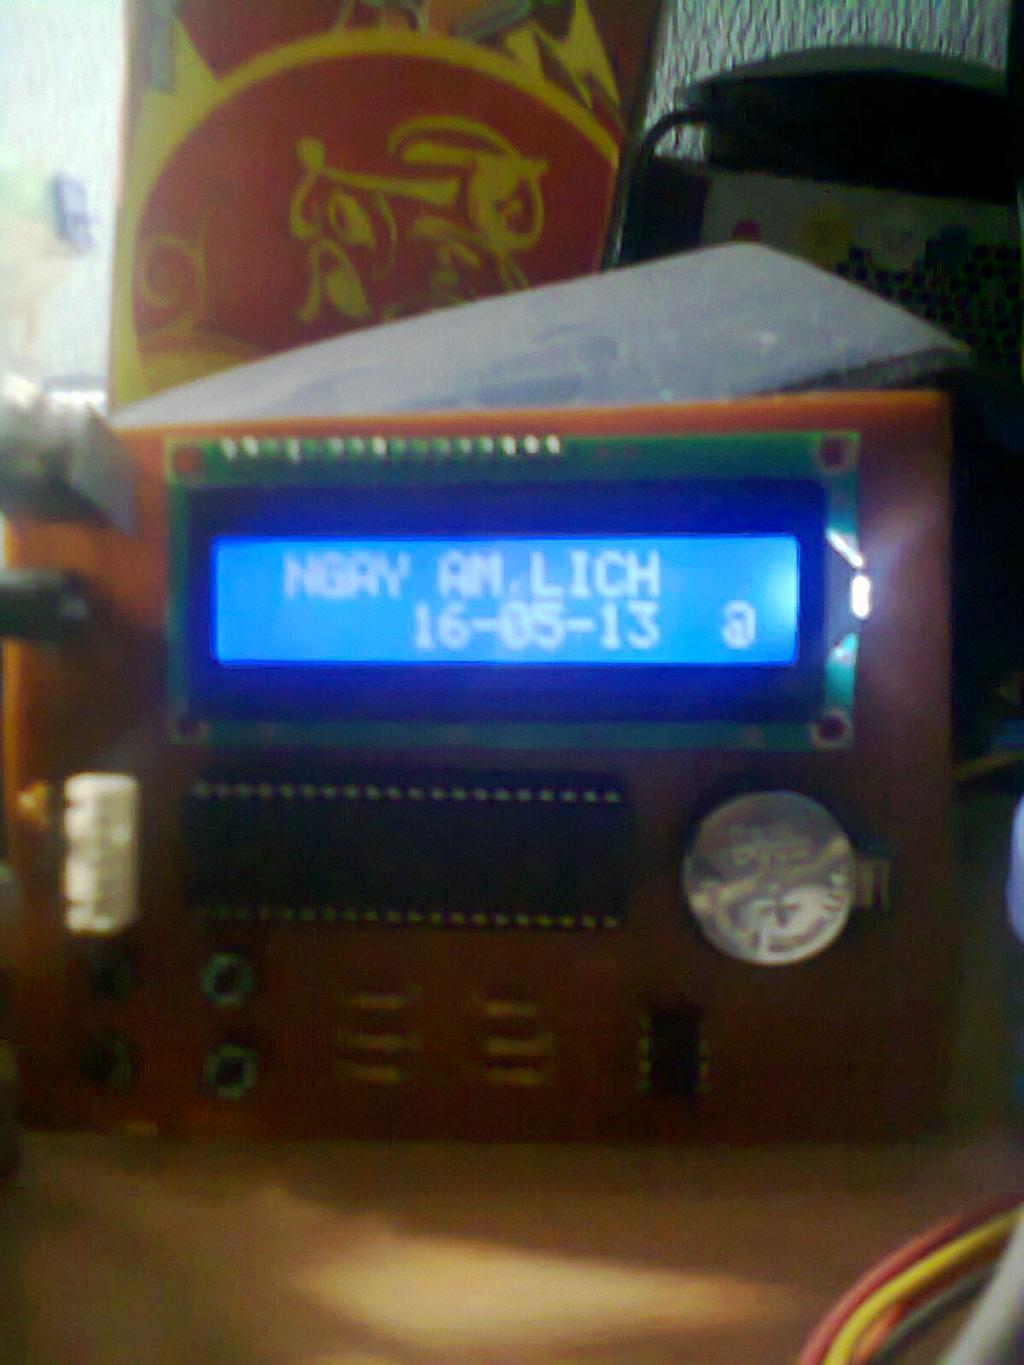 NGAY AM LICH
16-05-13 @